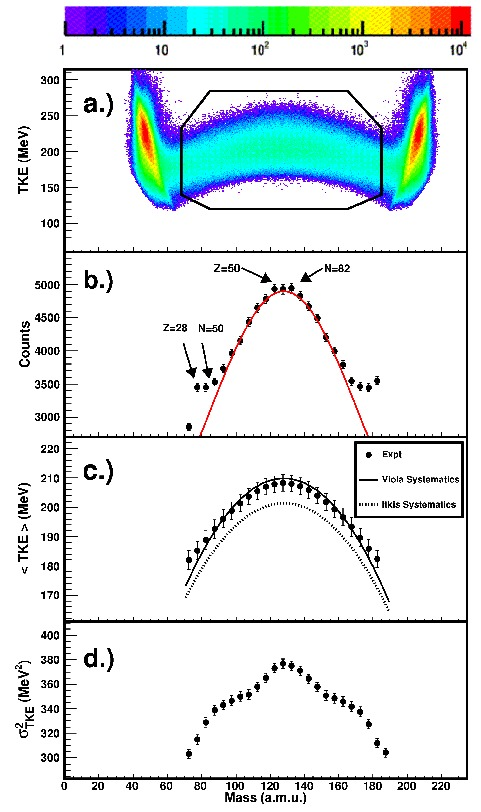 1 10 10² 10³ 10⁴
a.)
TKE (MeV)
300
250
200
150
100
b.)
Z=50
N=82
Z=28
N=50
Counts
5000
4500
4000
3500
3000
c.)
Expt
Viola Systematics
Itkis Systematics
< TKE > (MeV)
220
210
200
190
180
170
d.)
σ²TKE (MeV²)
400
380
360
340
320
300
0 20 40 60 80 100 120 140 160 180 200 220
Mass (a.m.u.)